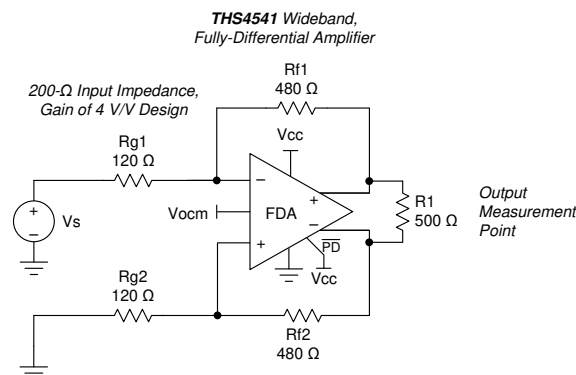 THS4541 Wideband,
Fully-Differential Amplifier
200-Ω Input Impedance,
Gain of 4 V/V Design
Rf1
480 Ω
Rg1
120 Ω
Vcc
Vs
+
−
Vocm
−
+
FDA
+
−
PD
Vcc
R1
500 Ω
Output
Measurement
Point
Rg2
120 Ω
Rf2
480 Ω